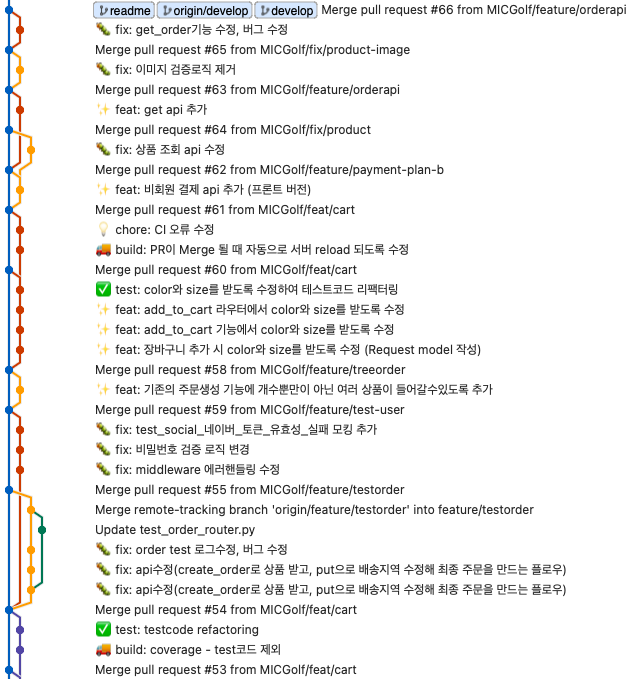 readme origin/develop develop Merge pull request #66 from MICGolf/feature/orderapi
fix: get_order기능 수정, 버그 수정
Merge pull request #65 from MICGolf/fix/product-image
fix: 이미지 검증로직 제거
Merge pull request #63 from MICGolf/feature/orderapi
feat: get api 추가
Merge pull request #64 from MICGolf/fix/product
fix: 상품 조회 api 수정
Merge pull request #62 from MICGolf/feature/payment-plan-b
feat: 비회원 결제 api 추가 (프론트 버전)
Merge pull request #61 from MICGolf/feat/cart
chore: CI 오류 수정
build: PR이 Merge 될 때 자동으로 서버 reload 되도록 수정
Merge pull request #60 from MICGolf/feat/cart
test: color와 size를 받도록 수정하여 테스트코드 리팩터링
feat: add_to_cart 라우터에서 color와 size를 받도록 수정
feat: add_to_cart 기능에서 color와 size를 받도록 수정
feat: 장바구니 추가 시 color와 size를 받도록 수정 (Request model 작성)
Merge pull request #58 from MICGolf/feature/treeorder
feat: 기존의 주문생성 기능에 개수뿐만이 아닌 여러 상품이 들어갈수있도록 추가
Merge pull request #59 from MICGolf/feature/test-user
fix: test_social_네이버_토큰_유효성_실패 모킹 추가
fix: 비밀번호 검증 로직 변경
fix: middleware 에러핸들링 수정
Merge pull request #55 from MICGolf/feature/testorder
Merge remote-tracking branch 'origin/feature/testorder' into feature/testorder
Update test_order_router.py
fix: order test 로그수정, 버그 수정
fix: api수정(create_order로 상품 받고, put으로 배송지역 수정해 최종 주문을 만드는 플로우)
fix: api수정(create_order로 상품 받고, put으로 배송지역 수정해 최종 주문을 만드는 플로우)
Merge pull request #54 from MICGolf/feat/cart
test: testcode refactoring
build: coverage - test코드 제외
Merge pull request #53 from MICGolf/feat/cart